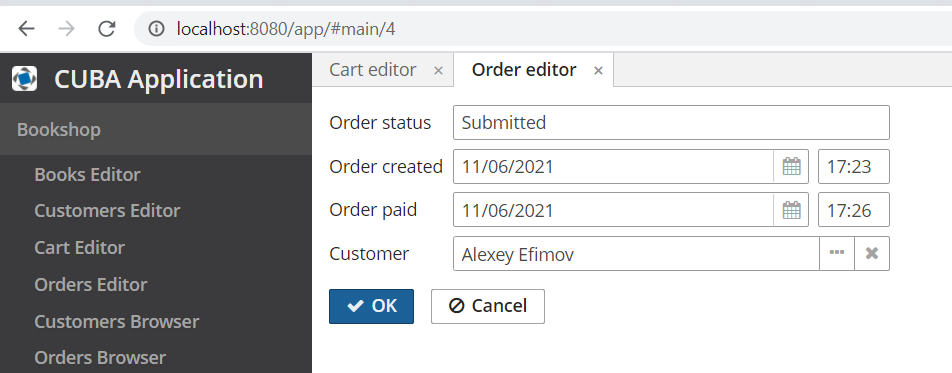 localhost:8080/app/#main/4
CUBA Application
Bookshop
Books Editor
Customers Editor
Cart Editor
Orders Editor
Customers Browser
Orders Browser
Cart editor × Order editor ×
Order status Submitted
Order created 11/06/2021 17:23
Order paid 11/06/2021 17:26
Customer Alexey Efimov
OK Cancel